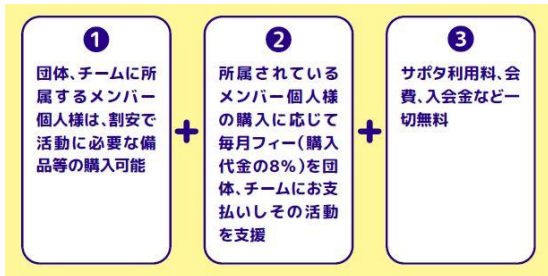 1
団体、チームに所
属するメンバー
個人様は、割安で
活動に必要な備
品等の購入可能
+
2
所属されている
メンバー個人様
の購入に応じて
毎月フィー(購入
代金の8%)を団
体、チームにお支
払いしその活動
を支援
+
3
サポタ利用料、会
費、入会金など一
切無料